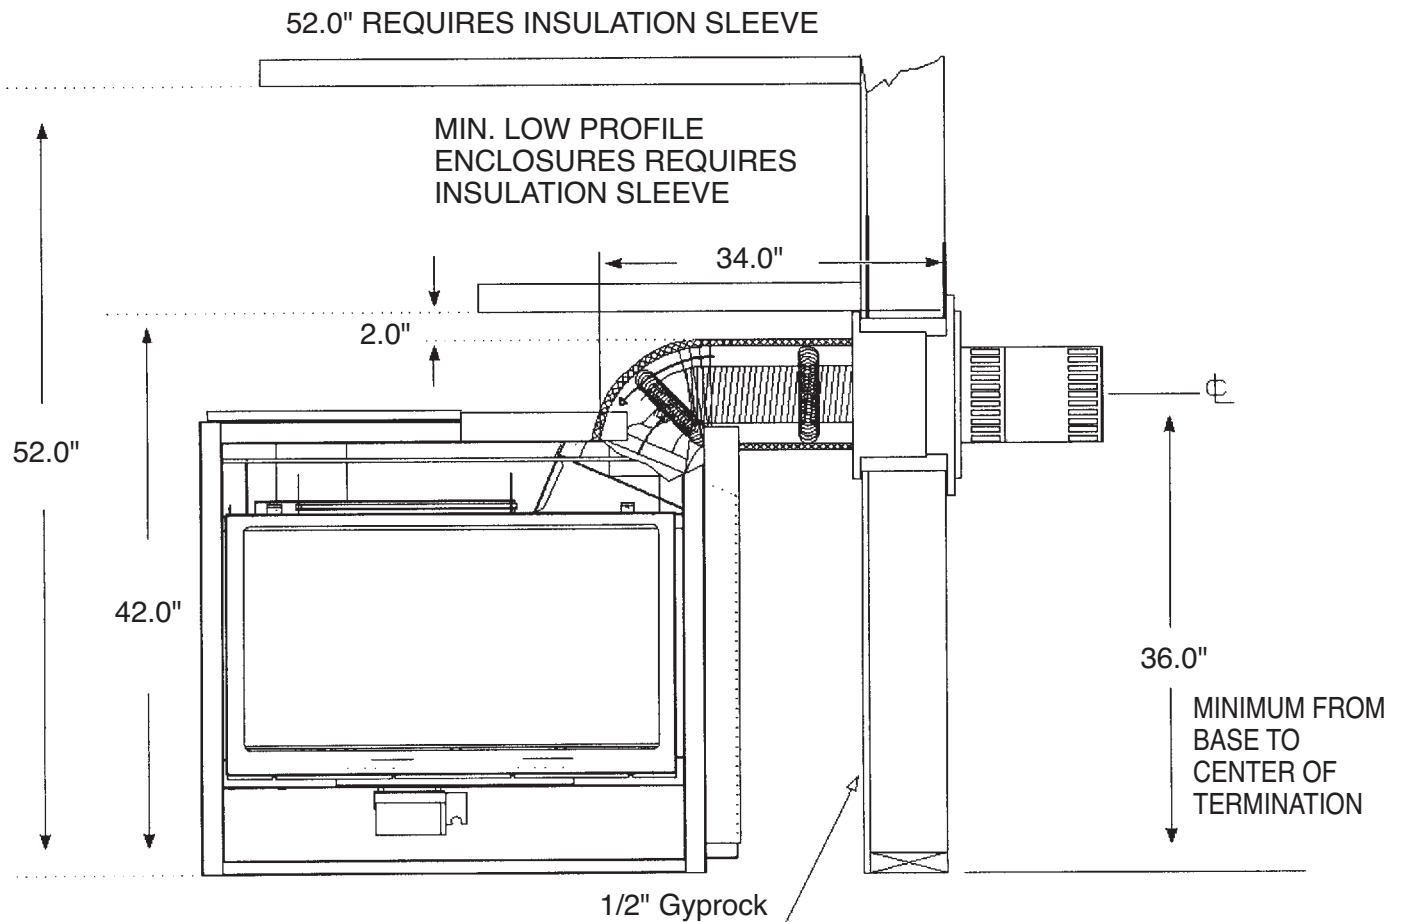 52.0" REQUIRES INSULATION SLEEVE
MIN. LOW PROFILE
ENCLOSURES REQUIRES
INSULATION SLEEVE
34.0"
2.0"
℄
52.0"
42.0"
36.0"
MINIMUM FROM
BASE TO
CENTER OF
TERMINATION
1/2" Gyprock